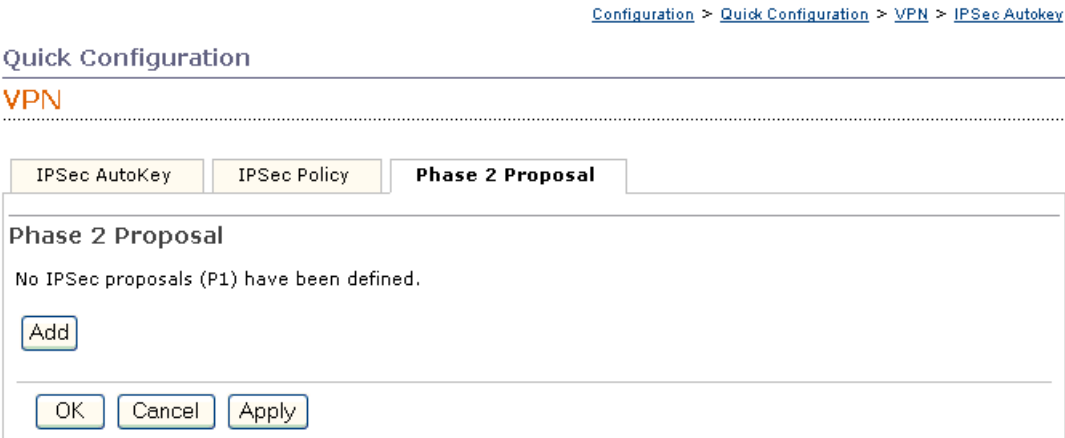 Configuration > Quick Configuration > VPN > IPSec Autokey
Quick Configuration
VPN
IPSec AutoKey IPSec Policy Phase 2 Proposal
Phase 2 Proposal
No IPSec proposals (P1) have been defined.
Add
OK Cancel Apply